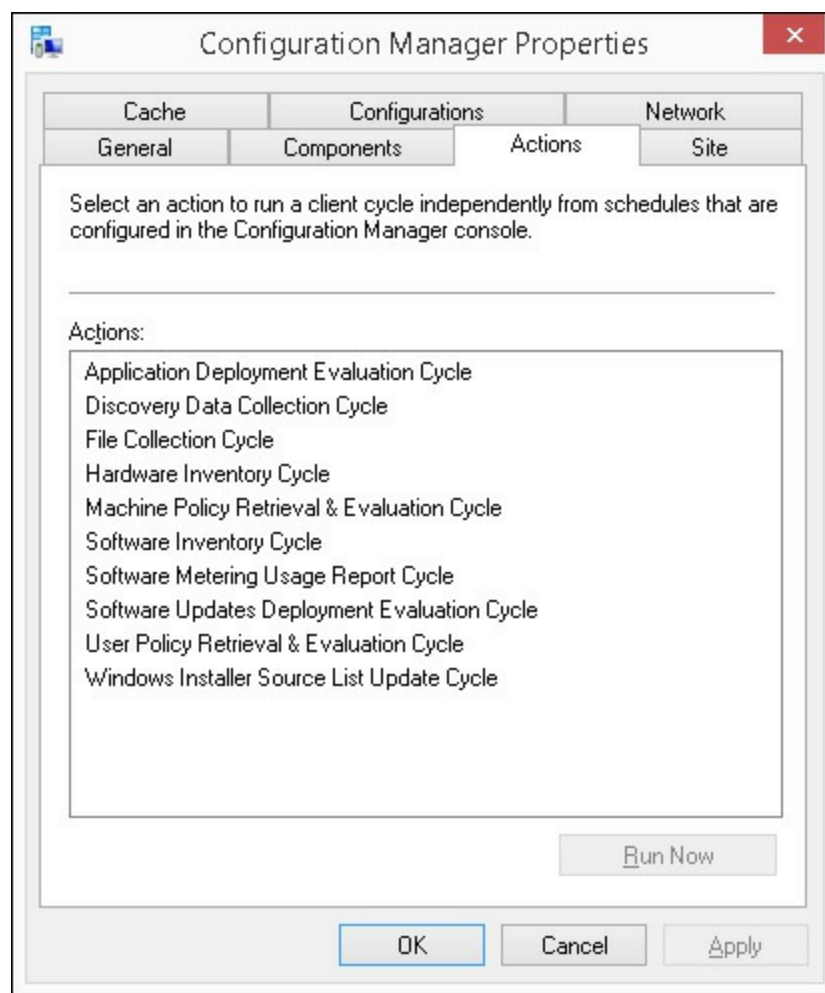 Configuration Manager Properties
Cache Configurations Network
General Components Actions Site
Select an action to run a client cycle independently from schedules that are
configured in the Configuration Manager console.
Actions:
Application Deployment Evaluation Cycle
Discovery Data Collection Cycle
File Collection Cycle
Hardware Inventory Cycle
Machine Policy Retrieval & Evaluation Cycle
Software Inventory Cycle
Software Metering Usage Report Cycle
Software Updates Deployment Evaluation Cycle
User Policy Retrieval & Evaluation Cycle
Windows Installer Source List Update Cycle
Run Now
OK Cancel Apply